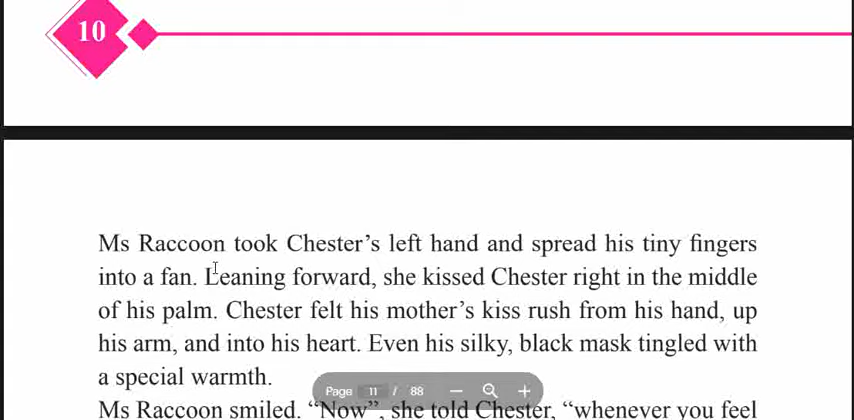 10
Ms Raccoon took Chester’s left hand and spread his tiny fingers
into a fan. Leaning forward, she kissed Chester right in the middle
of his palm. Chester felt his mother’s kiss rush from his hand, up
his arm, and into his heart. Even his silky, black mask tingled with
a special warmth.
Page 11 / 88
Ms Raccoon smiled. “Now”, she told Chester, “whenever you feel